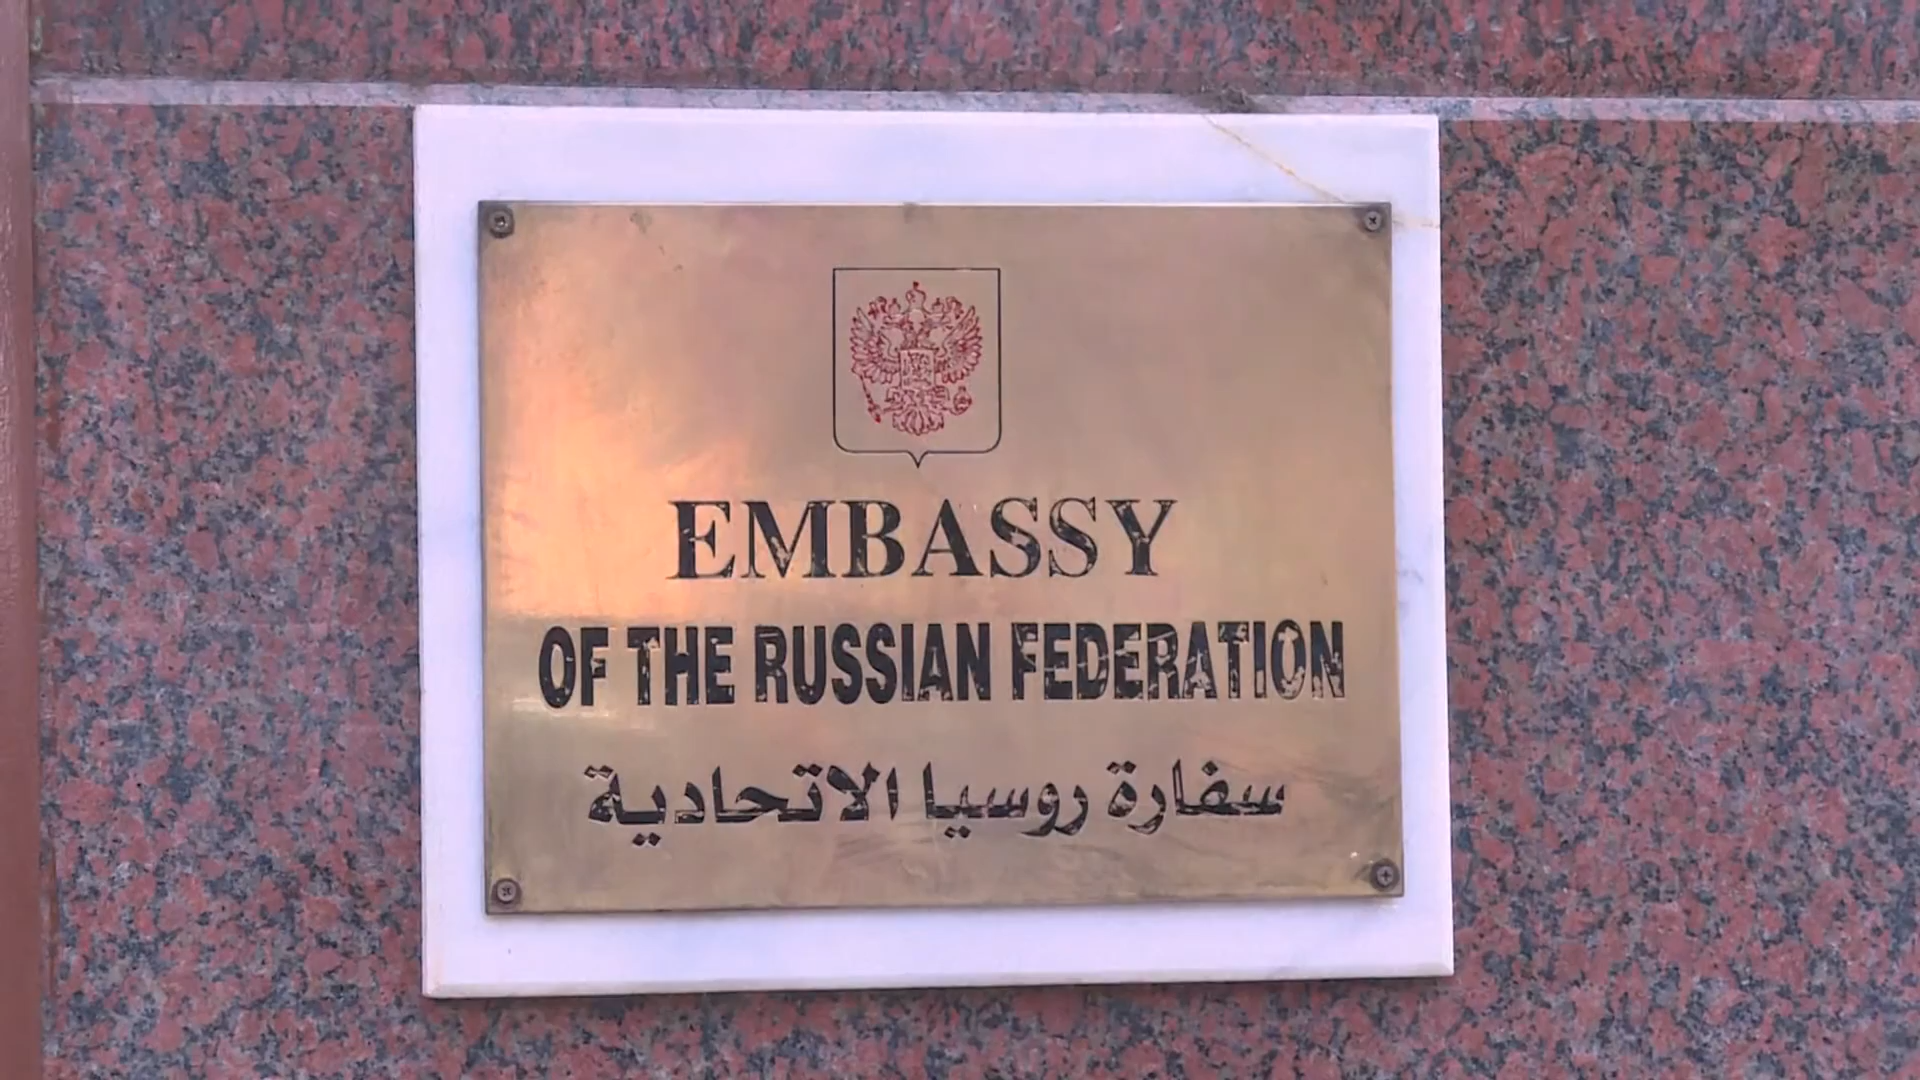 EMBASSY
OF THE RUSSIAN FEDERATION
سفارة روسيا الاتحادية